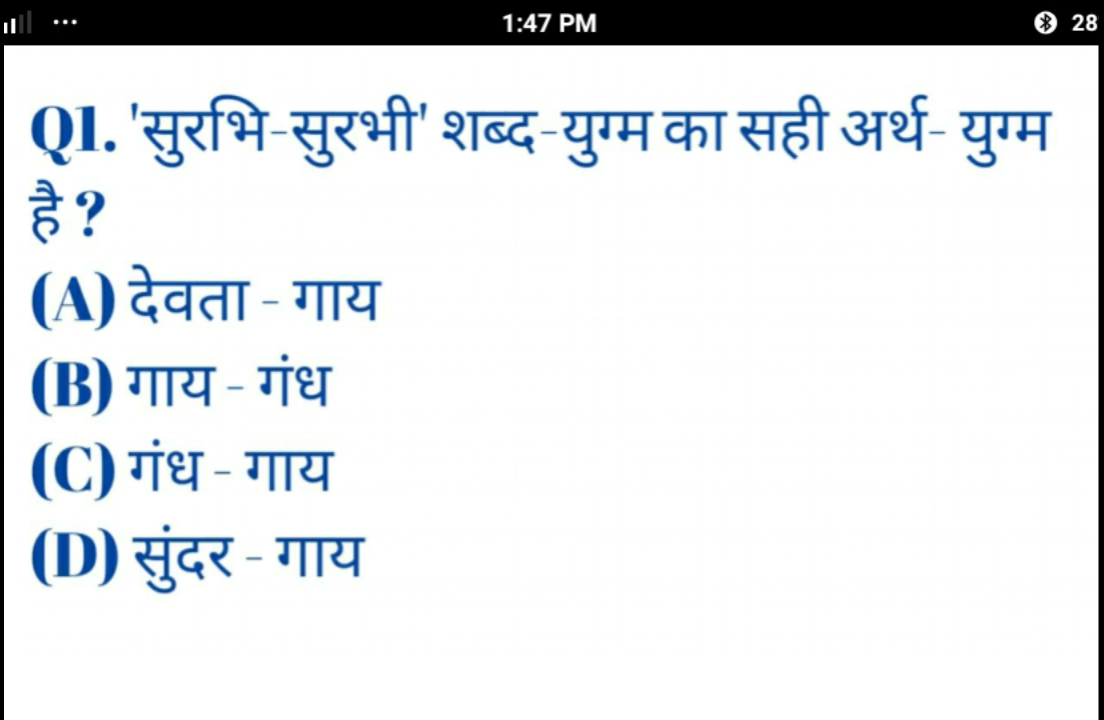 1:47 PM
28
Q1. 'सुरभि-सुरभी' शब्द-युग्म का सही अर्थ- युग्म
है ?
(A) देवता - गाय
(B) गाय - गंध
(C) गंध - गाय
(D) सुंदर - गाय